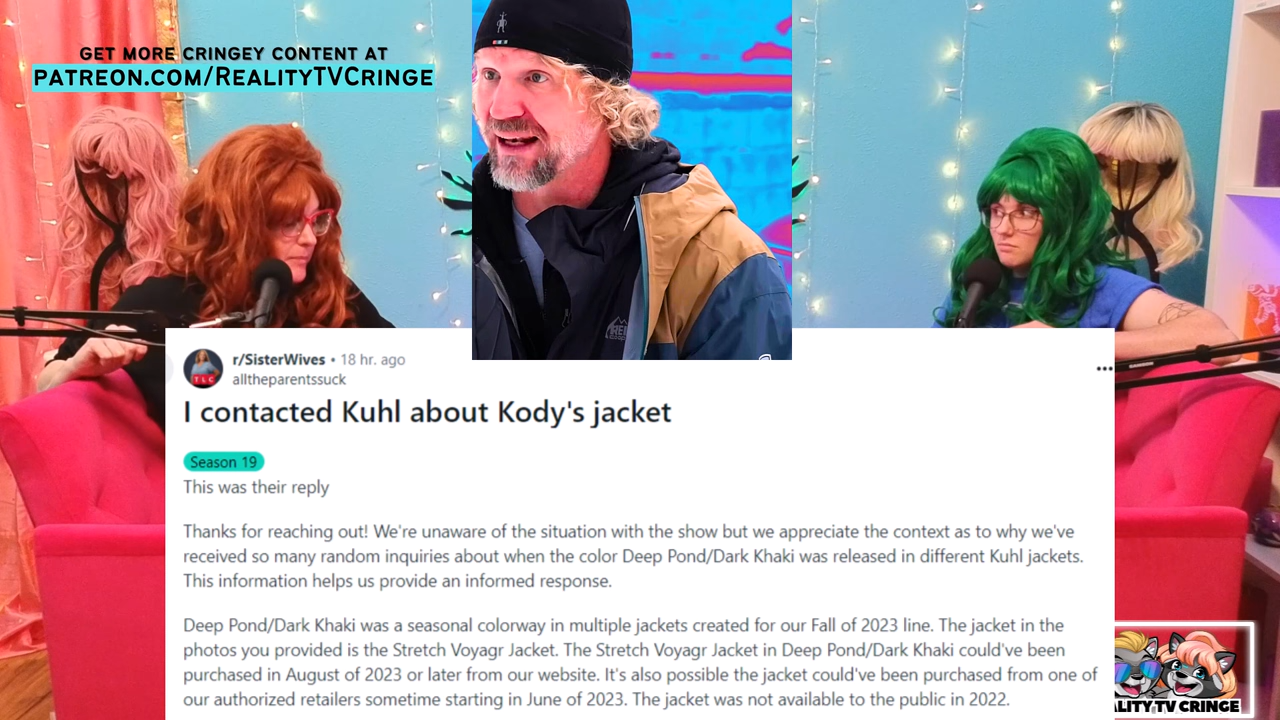 GET MORE CRINGEY CONTENT AT
PATREON.COM/REALITYTVCRINGE
REI
r/SisterWives • 18 hr. ago
TLC
alltheparentssuck
I contacted Kuhl about Kody's jacket
Season 19
This was their reply
Thanks for reaching out! We're unaware of the situation with the show but we appreciate the context as to why we've
received so many random inquiries about when the color Deep Pond/Dark Khaki was released in different Kuhl jackets.
This information helps us provide an informed response.
Deep Pond/Dark Khaki was a seasonal colorway in multiple jackets created for our Fall of 2023 line. The jacket in the
photos you provided is the Stretch Voyagr Jacket. The Stretch Voyagr Jacket in Deep Pond/Dark Khaki could've been
purchased in August of 2023 or later from our website. It's also possible the jacket could've been purchased from one of
our authorized retailers sometime starting in June of 2023. The jacket was not available to the public in 2022.
ALITY TV CRINGE